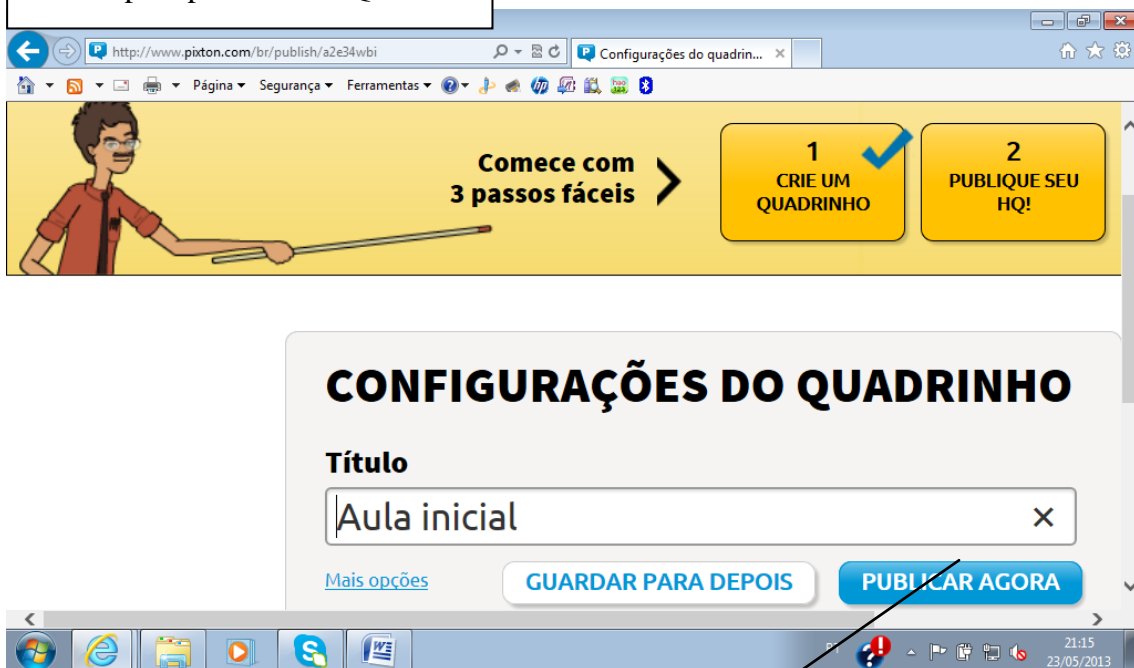 http://www.pixton.com/br/publish/a2e34wbi
Configurações do quadrin...
Página Segurança Ferramentas
Comece com
3 passos fáceis
1
CRIE UM
QUADRINHO
2
PUBLIQUE SEU
HQ!
CONFIGURAÇÕES DO QUADRINHO
Título
Aula inicial
Mais opções
GUARDAR PARA DEPOIS
PUBLICAR AGORA
21:15
23/05/2013